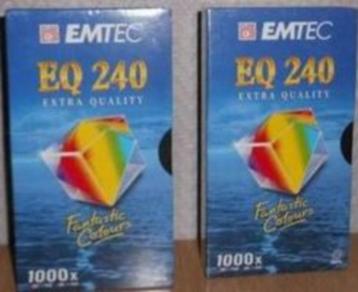 EMTEC
EQ 240
EXTRA QUALITY
Fantastic
Colours
1000x
EMTEC
EQ 240
EXTRA QUALITY
Fantastic
Colours
1000x